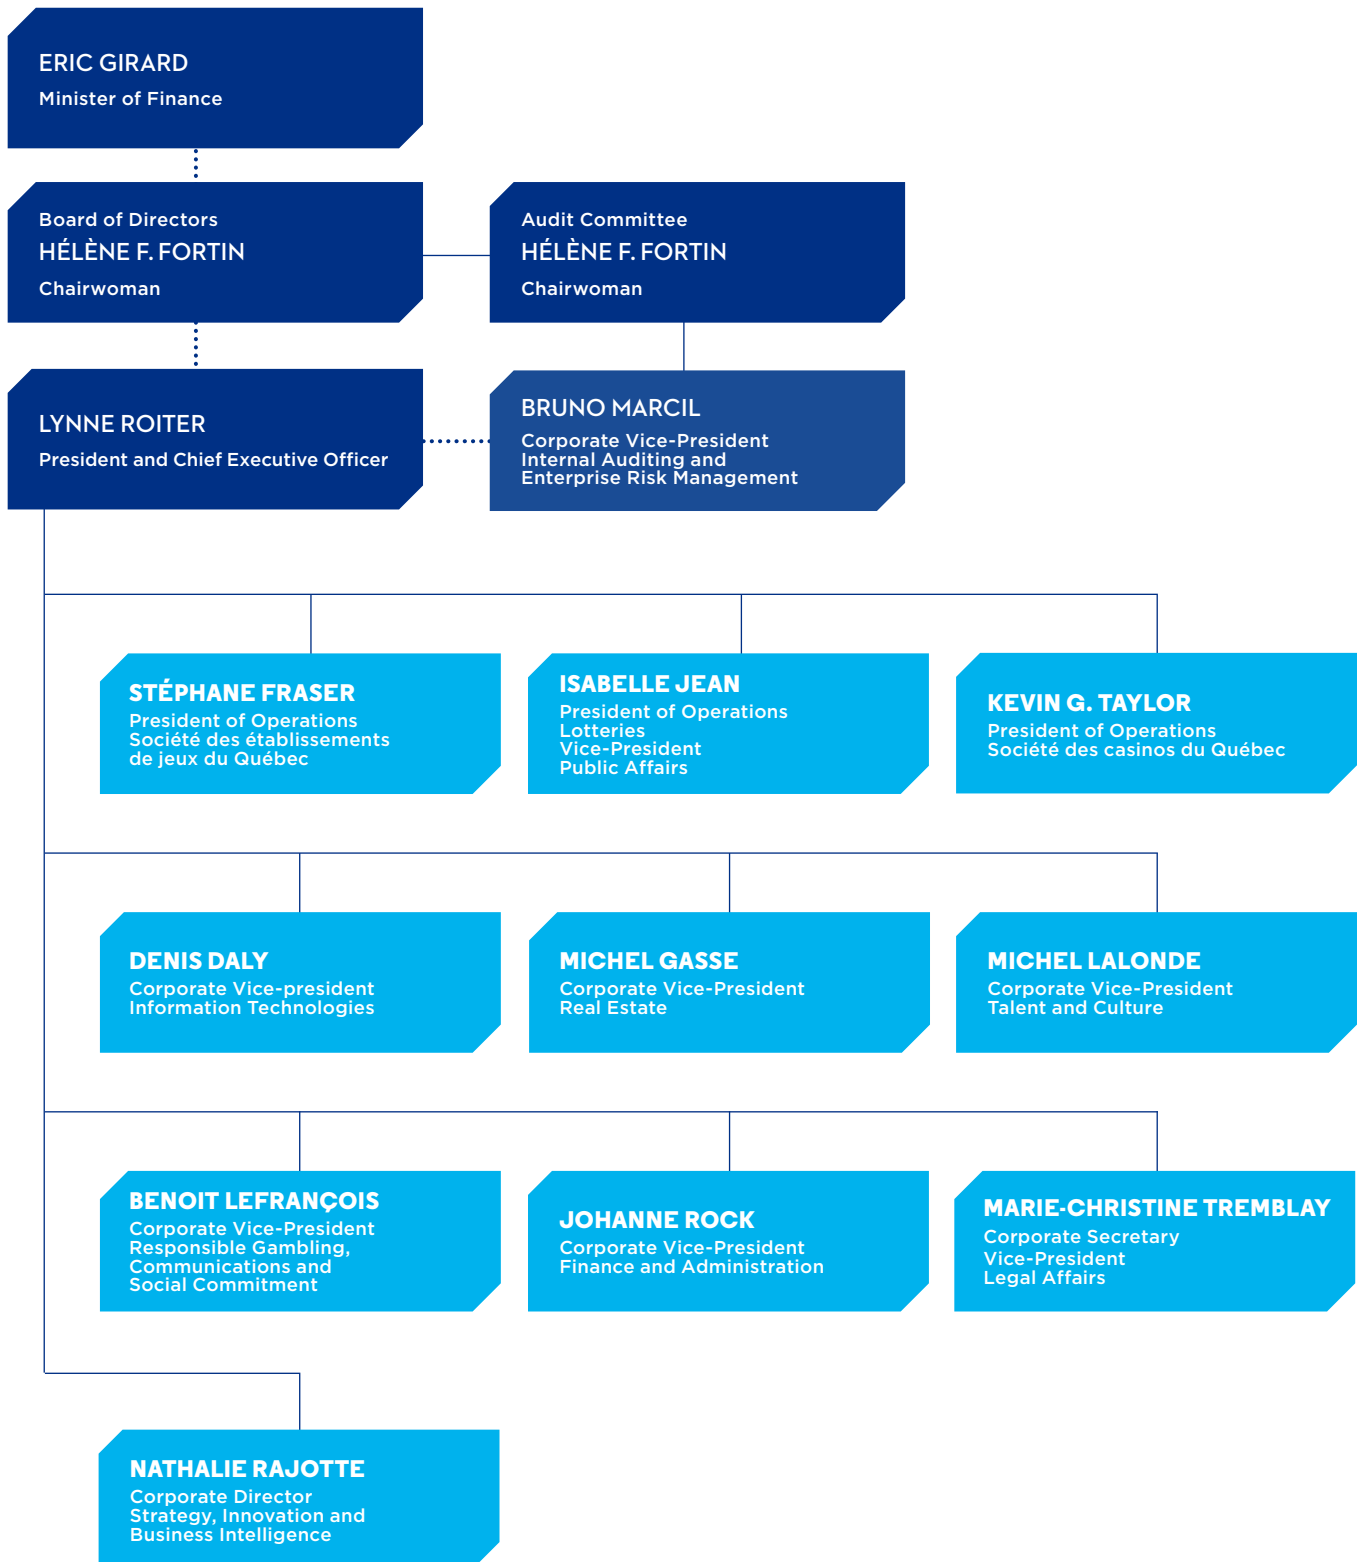 ERIC GIRARD
Minister of Finance
Board of Directors
HÉLÈNE F. FORTIN
Chairwoman
Audit Committee
HÉLÈNE F. FORTIN
Chairwoman
LYNNE ROITER
President and Chief Executive Officer
BRUNO MARCIL
Corporate Vice-President
Internal Auditing and
Enterprise Risk Management
STÉPHANE FRASER
President of Operations
Société des établissements
de jeux du Québec
ISABELLE JEAN
President of Operations
Lotteries
Vice-President
Public Affairs
KEVIN G. TAYLOR
President of Operations
Société des casinos du Québec
DENIS DALY
Corporate Vice-president
Information Technologies
MICHEL GASSE
Corporate Vice-President
Real Estate
MICHEL LALONDE
Corporate Vice-President
Talent and Culture
BENOIT LEFRANÇOIS
Corporate Vice-President
Responsible Gambling,
Communications and
Social Commitment
JOHANNE ROCK
Corporate Vice-President
Finance and Administration
MARIE-CHRISTINE TREMBLAY
Corporate Secretary
Vice-President
Legal Affairs
NATHALIE RAJOTTE
Corporate Director
Strategy, Innovation and
Business Intelligence